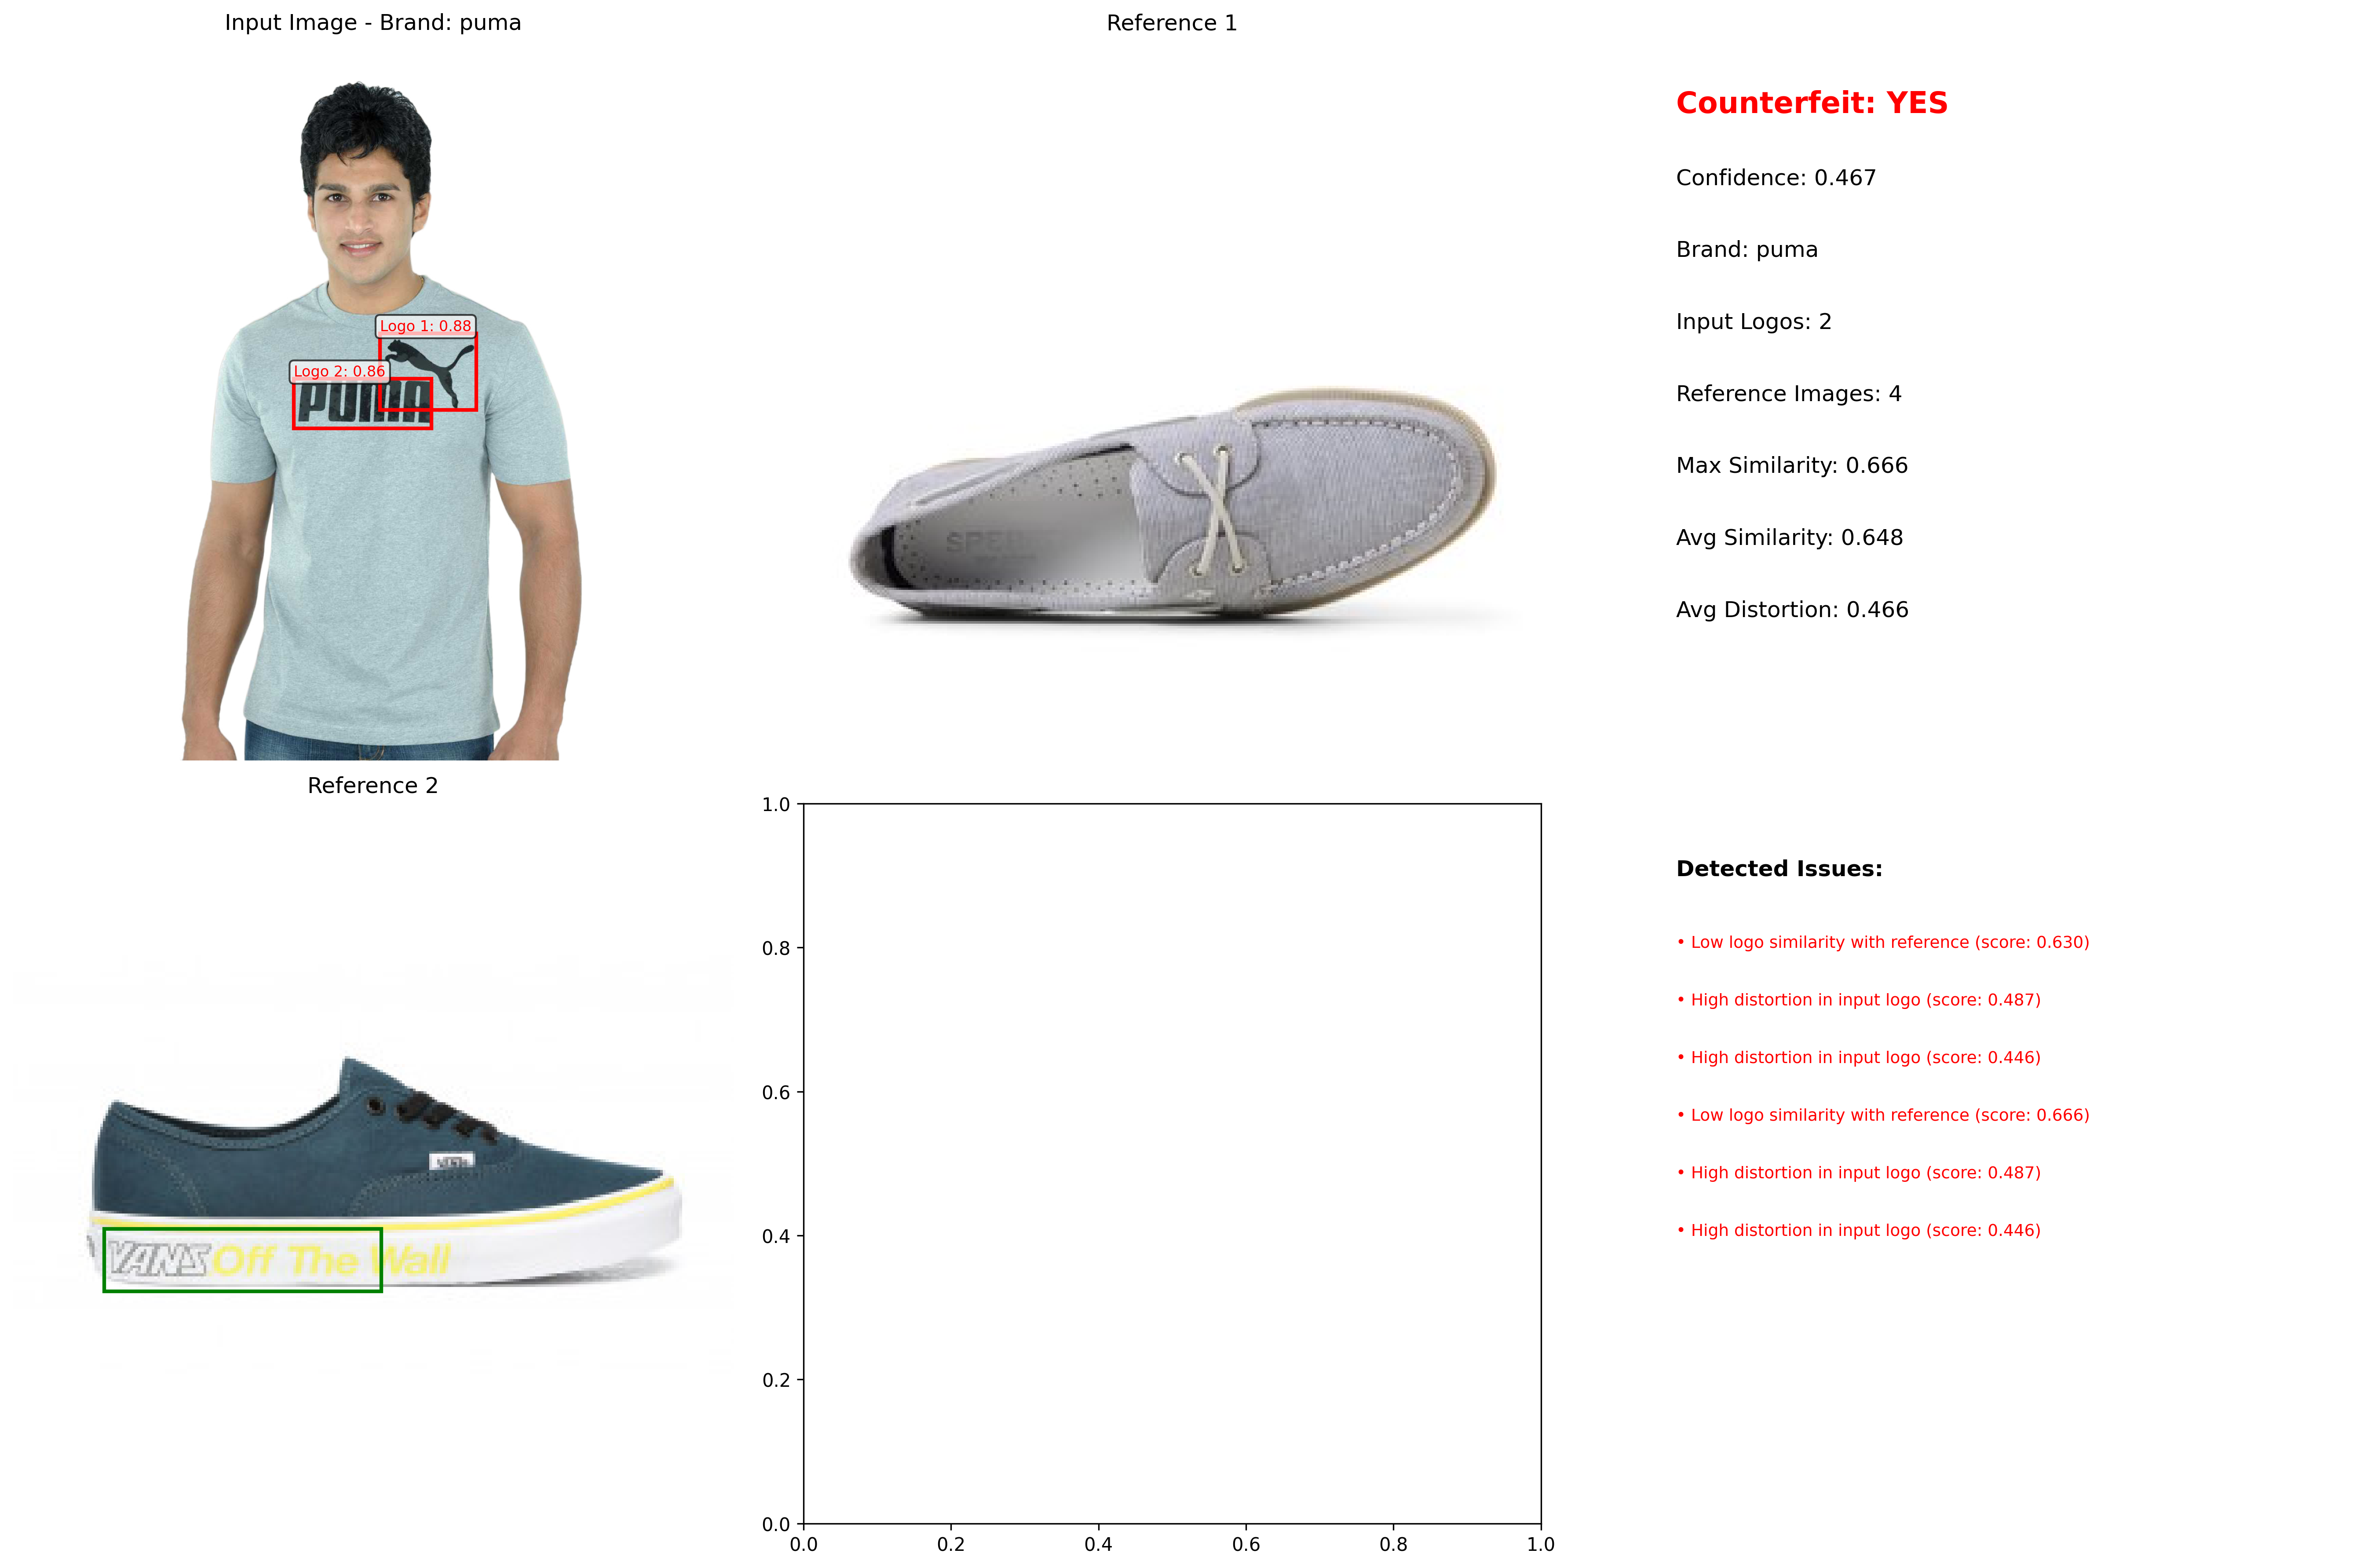 Input Image - Brand: puma
Logo 1: 0.88
Logo 2: 0.86
PUMA
Reference 1
SPE
Counterfeit: YES
Confidence: 0.467
Brand: puma
Input Logos: 2
Reference Images: 4
Max Similarity: 0.666
Avg Similarity: 0.648
Avg Distortion: 0.466
Reference 2
VANS Off The Wall
1.0
0.8
0.6
0.4
0.2
0.0
0.0 0.2 0.4 0.6 0.8 1.0
Detected Issues:
• Low logo similarity with reference (score: 0.630)
• High distortion in input logo (score: 0.487)
• High distortion in input logo (score: 0.446)
• Low logo similarity with reference (score: 0.666)
• High distortion in input logo (score: 0.487)
• High distortion in input logo (score: 0.446)